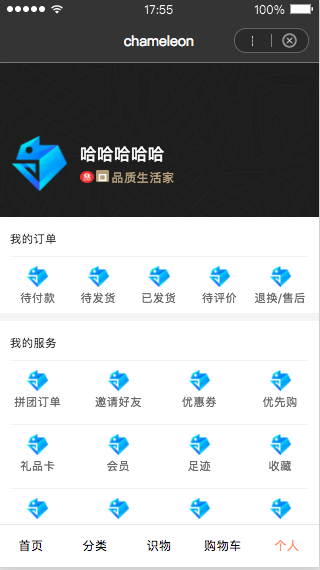 17:55 100%
chameleon
哈哈哈哈哈
品质生活家
我的订单
待付款 待发货 已发货 待评价 退换/售后
我的服务
拼团订单 邀请好友 优惠券 优先购
礼品卡 会员 足迹 收藏
首页 分类 识物 购物车 个人